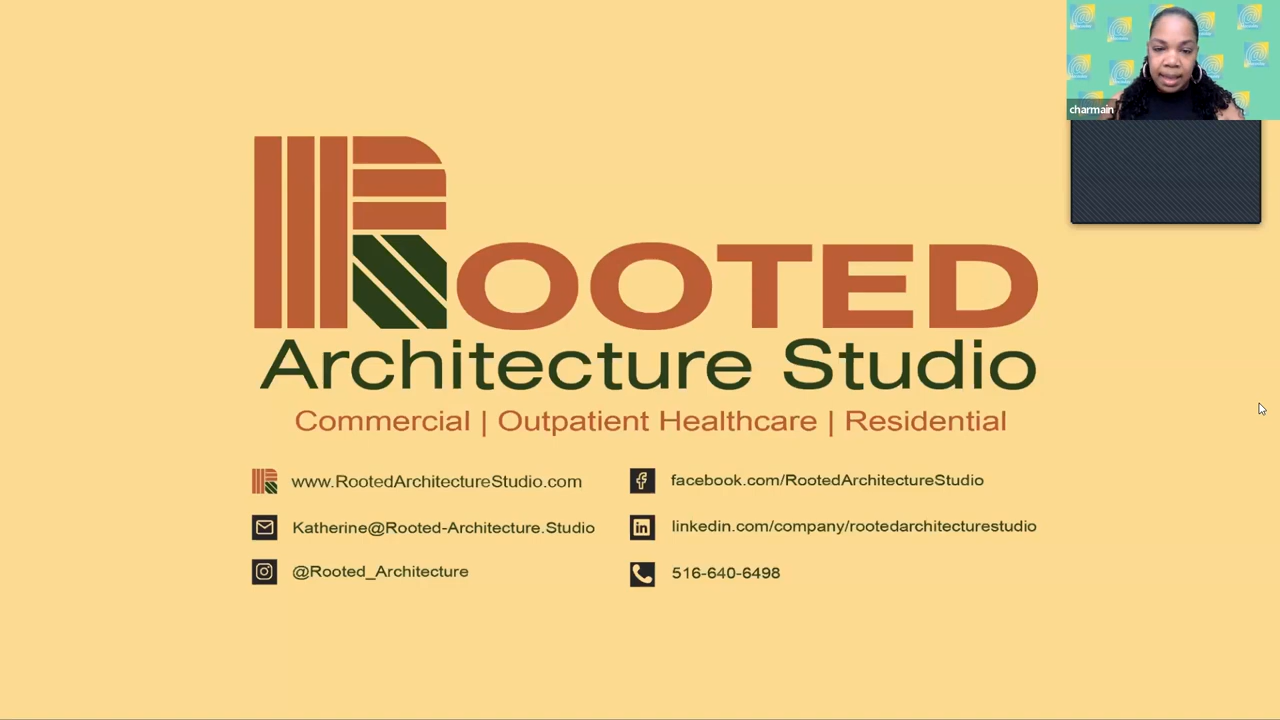 charmain
ROOTED
Architecture Studio
Commercial | Outpatient Healthcare | Residential
www.RootedArchitectureStudio.com
facebook.com/RootedArchitectureStudio
Katherine@Rooted-Architecture.Studio
linkedin.com/company/rootedarchitecturestudio
@Rooted_Architecture
516-640-6498